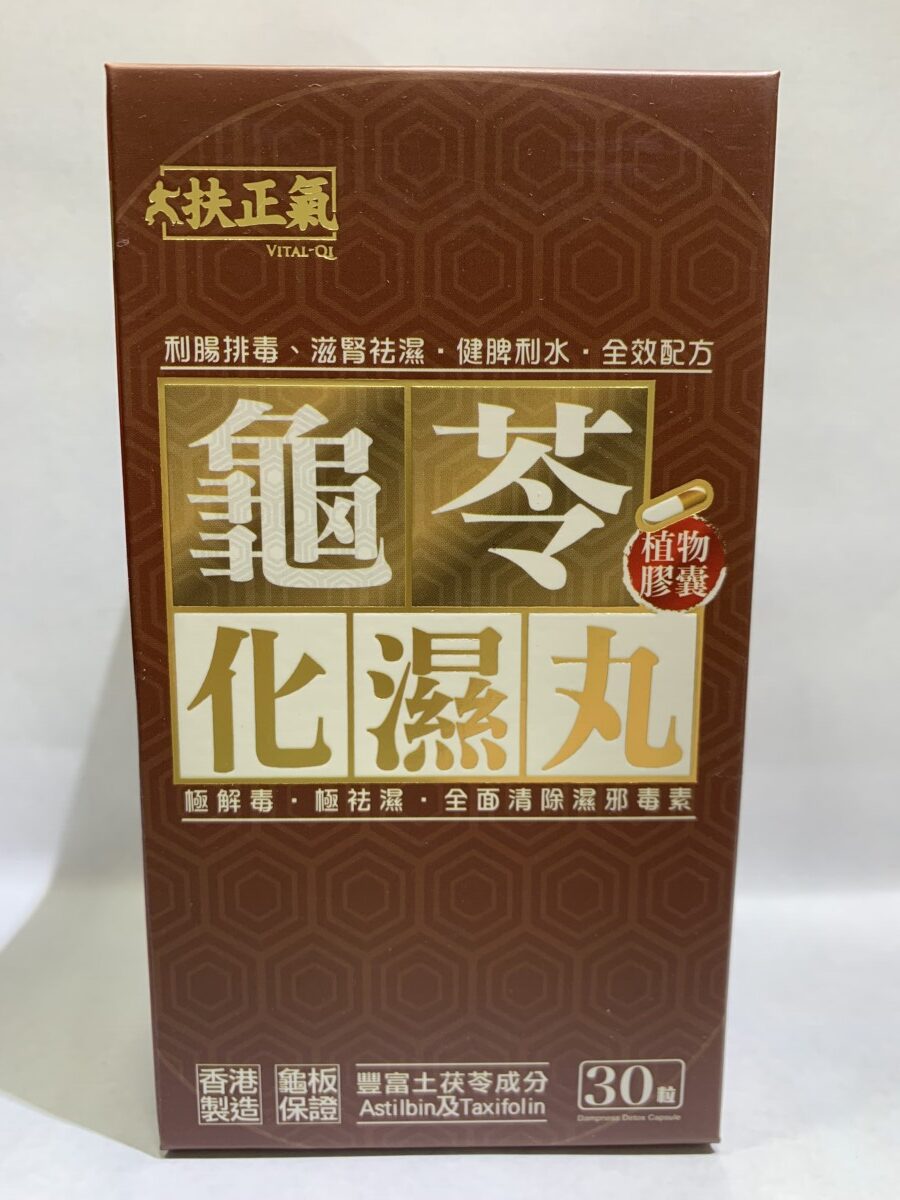 大扶正氣
VITAL-QI
利腸排毒、滋腎祛濕·健脾利水·全效配方
龜苓
植物
膠囊
化濕丸
極解毒·極祛濕·全面清除濕邪毒素
香港
製造
龜板
保證
豐富土茯苓成分
Astilbin及Taxifolin
30粒
Dampness Detox Capsule